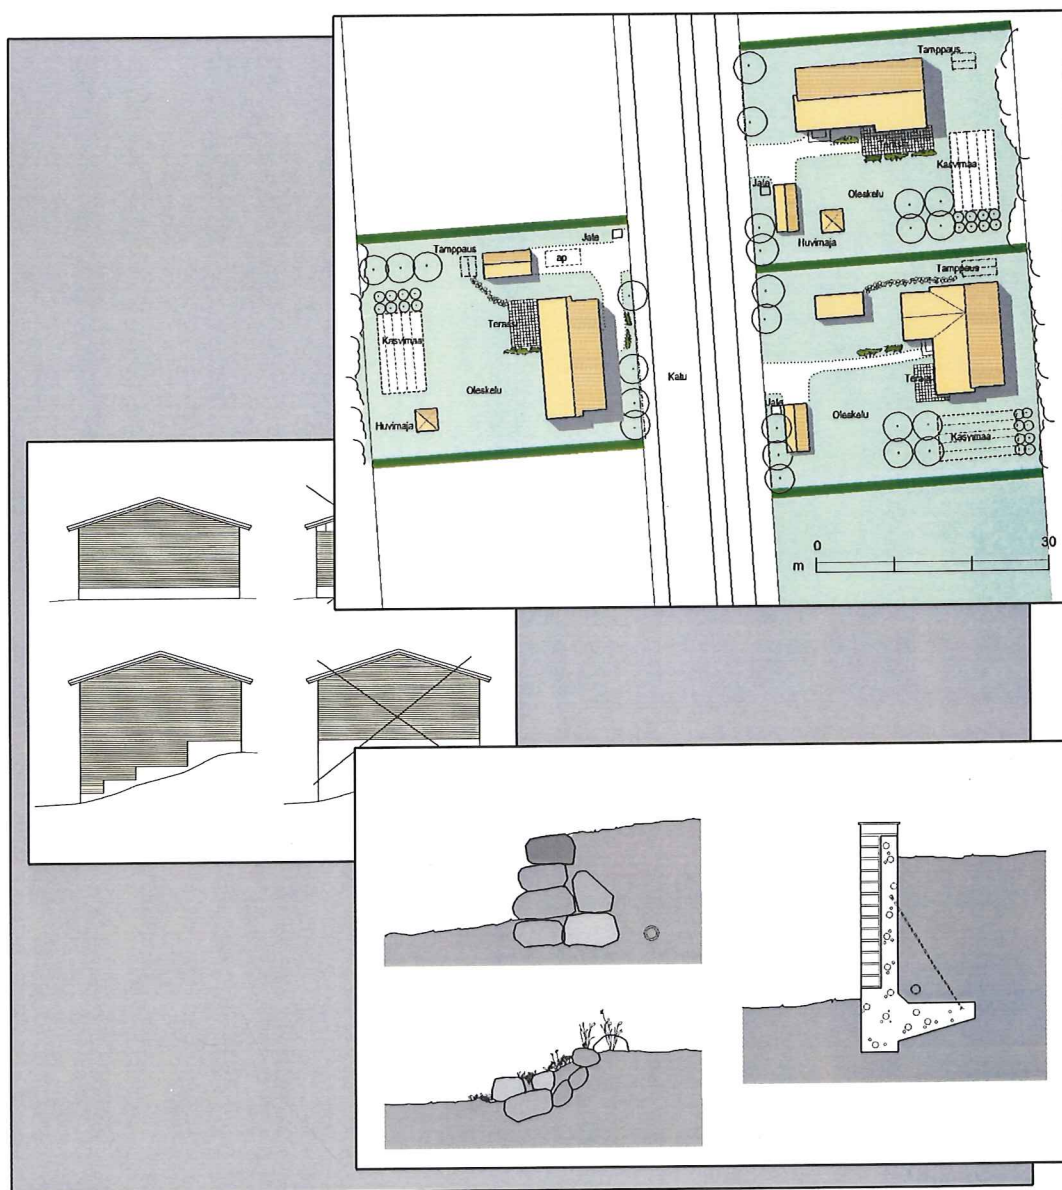 Tamppaus
Terassi
Kasvimaa
Jäte
Oleskelu
Huvimaja
Tamppaus
Jäte
ap
Terassi
Kasvimaa
Oleskelu
Huvimaja
Katu
Tamppaus
Terassi
Jäte
Oleskelu
Kasvimaa
0 30
m